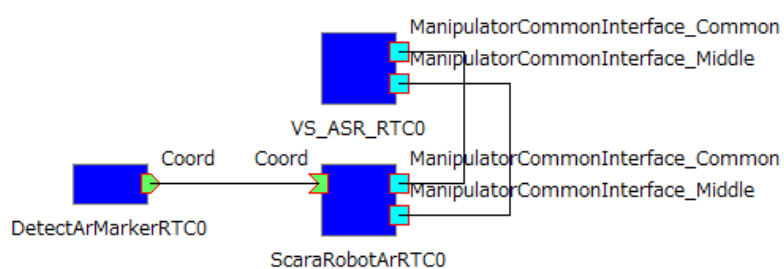 ManipulatorCommonInterface_Common
ManipulatorCommonInterface_Middle
VS_ASR_RTC0
Coord Coord ManipulatorCommonInterface_Common
ManipulatorCommonInterface_Middle
DetectArMarkerRTC0
ScaraRobotArRTC0